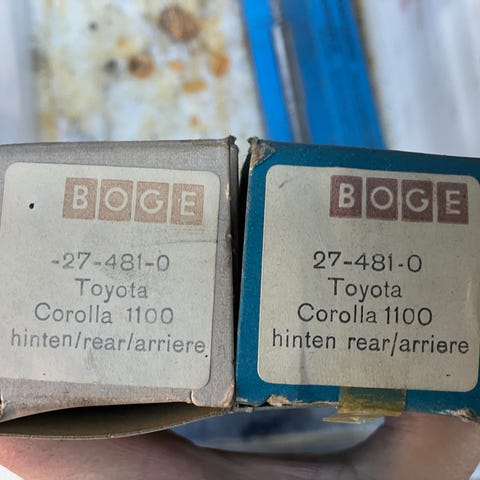 BOGE
-27-481-0
Toyota
Corolla 1100
hinten/rear/arriere
BOGE
27-481-0
Toyota
Corolla 1100
hinten rear/arriere